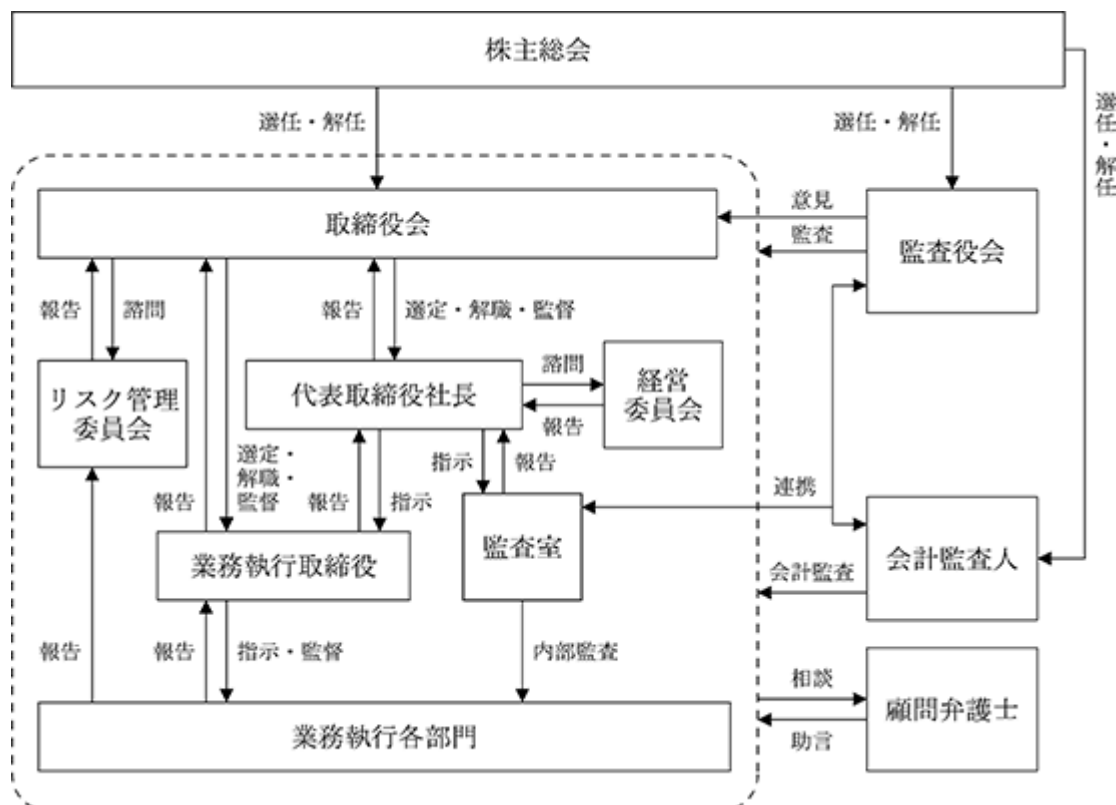 株主総会
選任・解任
選任・解任
選任・解任
取締役会
意見
監査
監査役会
報告
諮問
報告
選定・解職・監督
リスク管理
委員会
代表取締役社長
諮問
報告
経営
委員会
選定・
解職・
監督
報告
報告
指示
指示
報告
連携
業務執行取締役
監査室
会計監査人
会計監査
報告
報告
指示・監督
内部監査
相談
助言
顧問弁護士
業務執行各部門